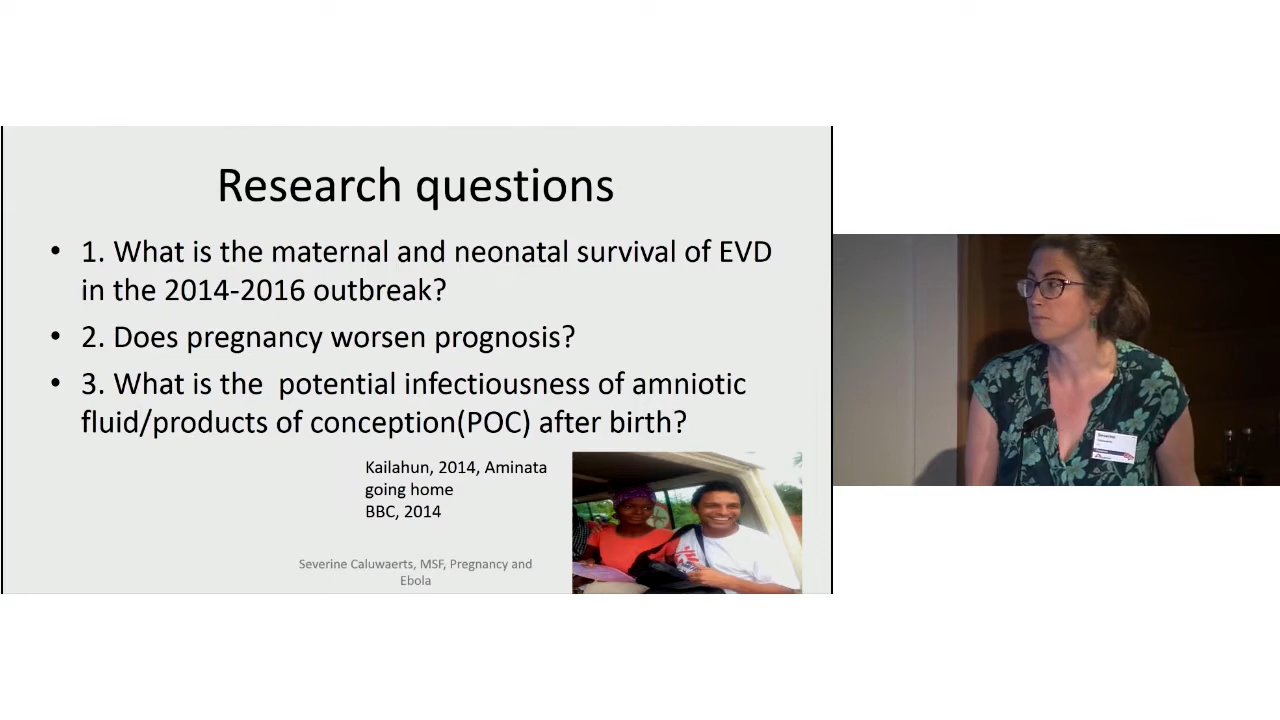 Research questions
• 1. What is the maternal and neonatal survival of EVD
in the 2014-2016 outbreak?
• 2. Does pregnancy worsen prognosis?
• 3. What is the  potential infectiousness of amniotic
fluid/products of conception(POC) after birth?
Kailahun, 2014, Aminata
going home
BBC, 2014
Severine Caluwaerts, MSF, Pregnancy and
Ebola
Severine